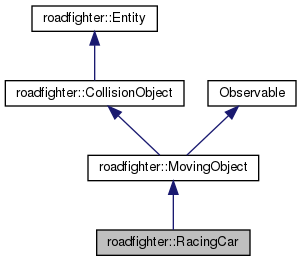 roadfighter::Entity
roadfighter::CollisionObject
Observable
roadfighter::MovingObject
roadfighter::RacingCar